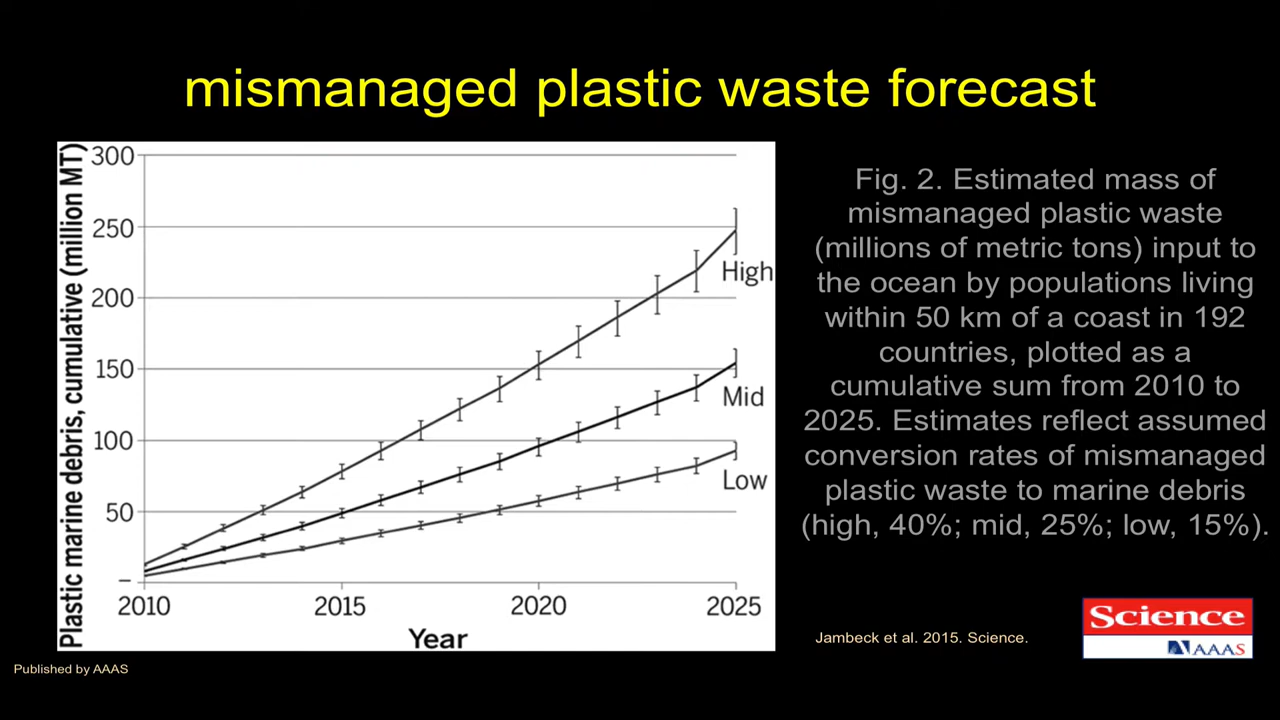 mismanaged plastic waste forecast
Plastic marine debris, cumulative (million MT)
300
250
200
150
100
50
–
High
Mid
Low
2010 2015 2020 2025
Year
Fig. 2. Estimated mass of
mismanaged plastic waste
(millions of metric tons) input to
the ocean by populations living
within 50 km of a coast in 192
countries, plotted as a
cumulative sum from 2010 to
2025. Estimates reflect assumed
conversion rates of mismanaged
plastic waste to marine debris
(high, 40%; mid, 25%; low, 15%).
Jambeck et al. 2015. Science.
Science
AAAS
Published by AAAS